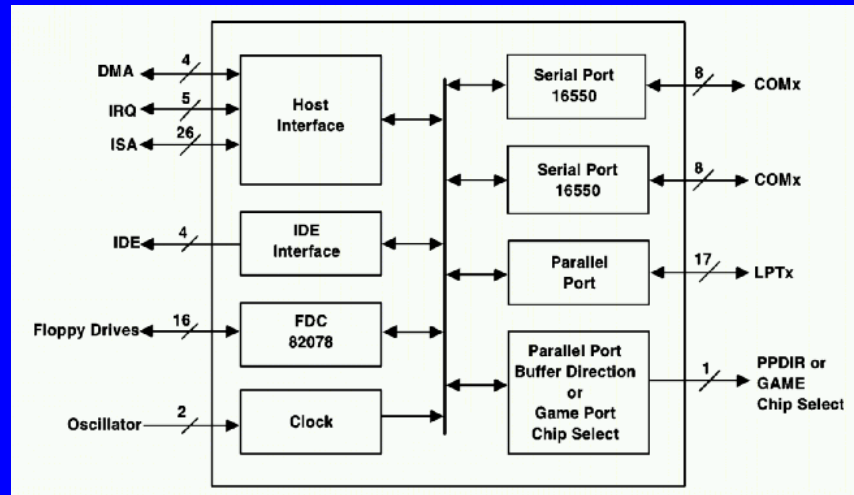 DMA
4
IRQ
5
ISA
26
Host
Interface
IDE
4
IDE
Interface
Floppy Drives
16
FDC
82078
Oscillator
2
Clock
Serial Port
16550
8
COMx
Serial Port
16550
8
COMx
Parallel
Port
17
LPTx
Parallel Port
Buffer Direction
or
Game Port
Chip Select
1
PPDIR or
GAME
Chip Select